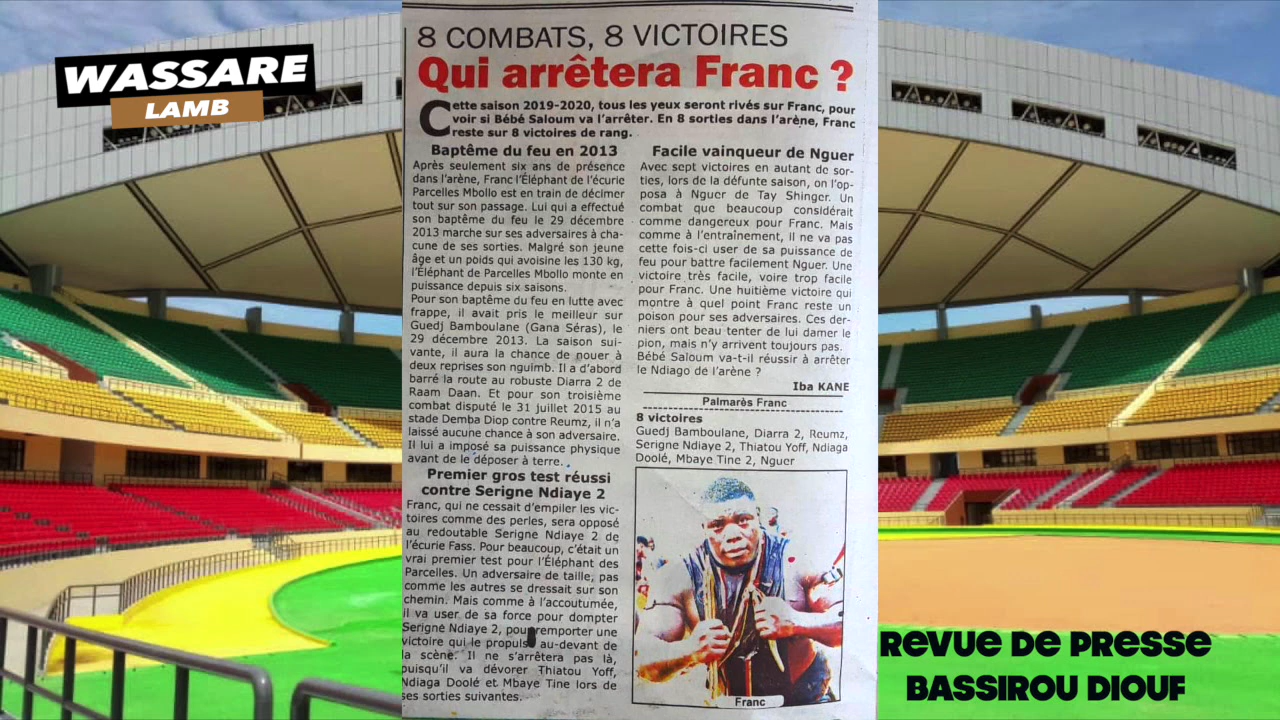 WASSARE
LAMB
8 COMBATS, 8 VICTOIRES
Qui arrêtera Franc ?
Cette saison 2019-2020, tous les yeux seront rivés sur Franc, pour
voir si Bébé Saloum va l'arrêter. En 8 sorties dans l'arène, Franc
reste sur 8 victoires de rang.
Baptême du feu en 2013
Après seulement six ans de présence
dans l'arène, Franc l'Éléphant de l'écurie
Parcelles Mbollo est en train de décimer
tout sur son passage. Lui qui a effectué
son baptême du feu le 29 décembre
2013 marche sur ses adversaires à cha-
cune de ses sorties. Malgré son jeune
âge et un poids qui avoisine les 130 kg,
l'Éléphant de Parcelles Mbollo monte en
puissance depuis six saisons.
Pour son baptême du feu en lutte avec
frappe, il avait pris le meilleur sur
Guedj Bamboulane (Gana Séras), le
29 décembre 2013. La saison sui-
vante, il aura la chance de nouer à
deux reprises son nguimb. Il a d'abord
barré la route au robuste Diarra 2 de
Raam Daan. Et pour son troisième
combat disputé le 31 juillet 2015 au
stade Demba Diop contre Reumz, il n'a
laissé aucune chance à son adversaire.
Il lui a imposé sa puissance physique
avant de le déposer à terre.
Premier gros test réussi
contre Serigne Ndiaye 2
Franc, qui ne cessait d'empiler les vic-
toires comme des perles, sera opposé
au redoutable Serigne Ndiaye 2 de
l'écurie Fass. Pour beaucoup, c'était un
vrai premier test pour l'Éléphant des
Parcelles. Un adversaire de taille, pas
comme les autres se dressait sur son
chemin. Mais comme à l'accoutumée,
il va user de sa force pour dompter
Serigne Ndiaye 2, pour remporter une
victoire qui le propuls au-devant de
la scène. Il ne s'arrêtera pas là,
puisqu'il va dévorer Thiatou Yoff,
Ndiaga Doolé et Mbaye Tine lors de
ses sorties suivantes.
Facile vainqueur de Nguer
Avec sept victoires en autant de sor-
ties, lors de la défunte saison, on l'op-
posa à Nguer de Tay Shinger. Un
combat que beaucoup considérait
comme dangereux pour Franc. Mais
comme à l'entraînement, il ne va pas
cette fois-ci user de sa puissance de
feu pour battre facilement Nguer. Une
victoire très facile, voire trop facile
pour Franc. Une huitième victoire qui
montre à quel point Franc reste un
poison pour ses adversaires. Ces der-
niers ont beau tenter de lui damer le
pion, mais n'y arrivent toujours pas.
Bébé Saloum va-t-il réussir à arrêter
le Ndiago de l'arène ?
Iba KANE
Palmarès Franc
8 victoires
Guedj Bamboulane, Diarra 2, Reumz,
Serigne Ndiaye 2, Thiatou Yoff, Ndiaga
Doolé, Mbaye Tine 2, Nguer
Franc
REVUE DE PRESSE
BASSIROU DIOUF